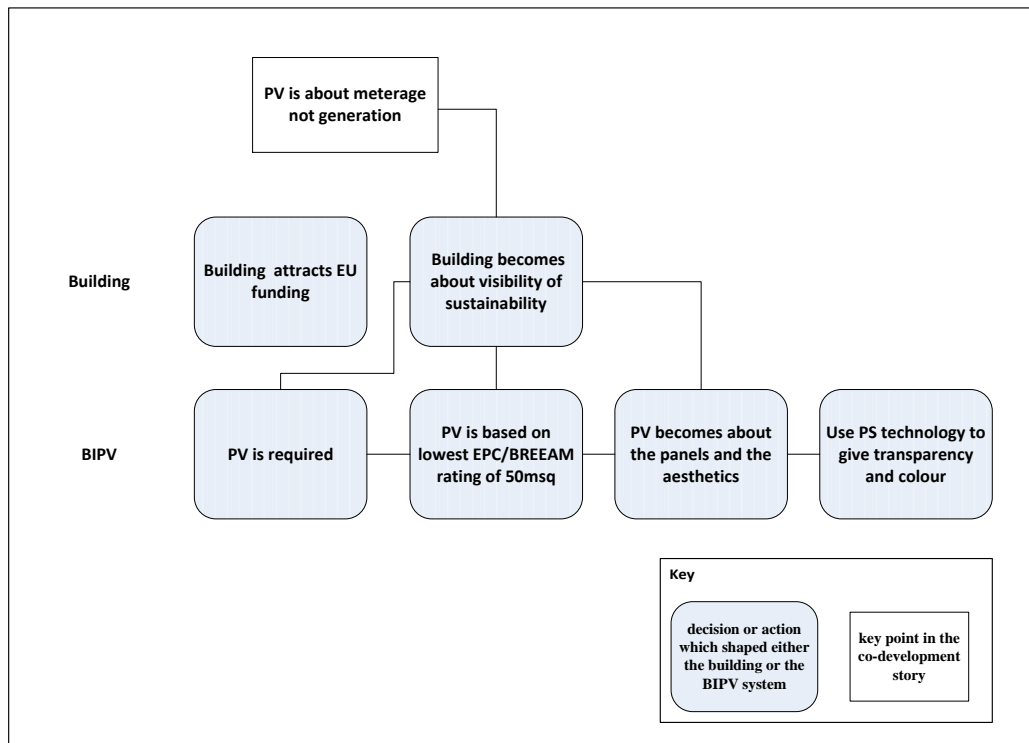 PV is about meterage
not generation
Building
Building attracts EU
funding
Building becomes
about visibility of
sustainability
BIPV
PV is required
PV is based on
lowest EPC/BREEAM
rating of 50msq
PV becomes about
the panels and the
aesthetics
Use PS technology to
give transparency
and colour
Key
decision or action
which shaped either
the building or the
BIPV system
key point in the
co-development
story